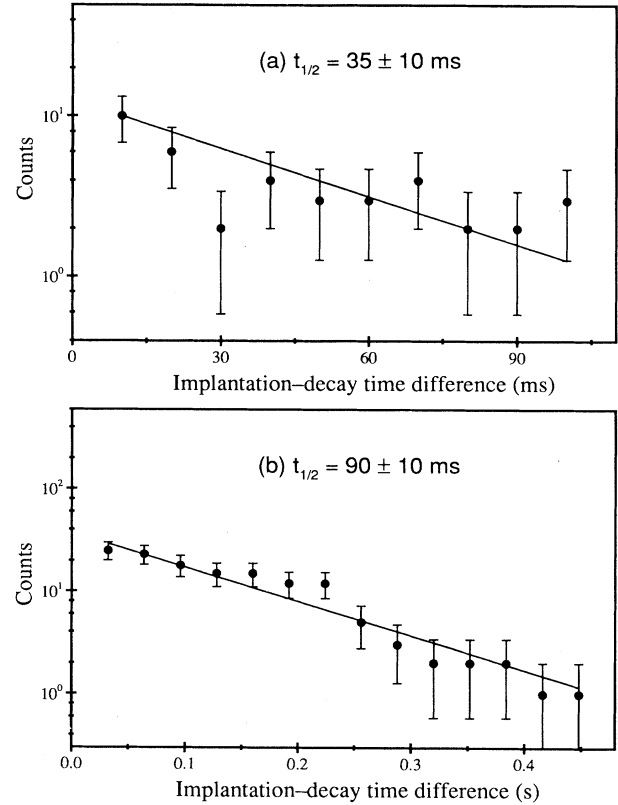 (a) t1/2 = 35 ± 10 ms
10¹
10⁰
Counts
0 30 60 90
Implantation–decay time difference (ms)
(b) t1/2 = 90 ± 10 ms
10²
10¹
10⁰
Counts
0.0 0.1 0.2 0.3 0.4
Implantation–decay time difference (s)